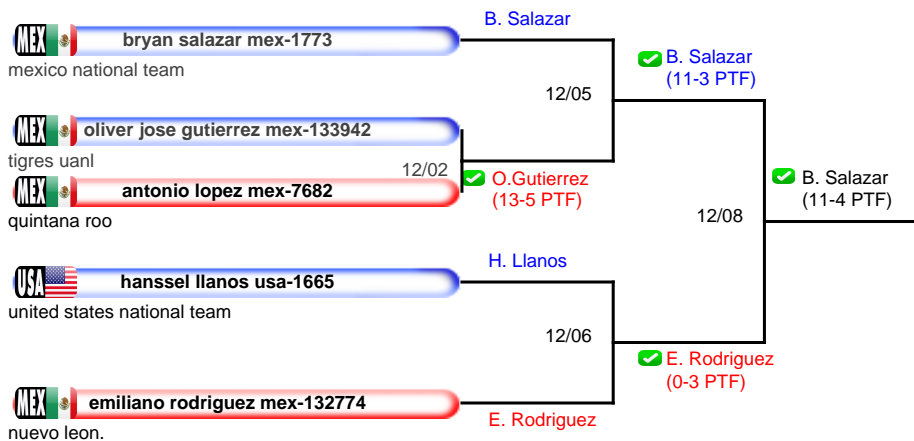 B. Salazar
MEX bryan salazar mex-1773
mexico national team
B. Salazar
(11-3 PTF)
12/05
MEX oliver jose gutierrez mex-133942
tigres uanl
12/02
O.Gutierrez
(13-5 PTF)
MEX antonio lopez mex-7682
quintana roo
B. Salazar
(11-4 PTF)
12/08
H. Llanos
USA hanssel llanos usa-1665
united states national team
12/06
E. Rodriguez
(0-3 PTF)
MEX emiliano rodriguez mex-132774
E. Rodriguez
nuevo leon.